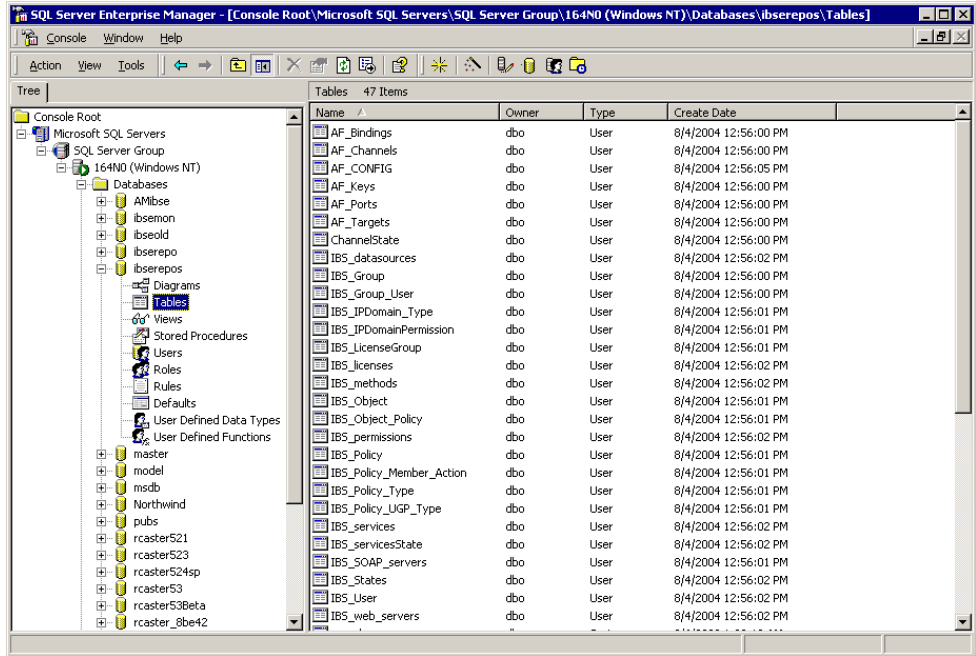 SQL Server Enterprise Manager - [Console Root\Microsoft SQL Servers\SQL Server Group\164N0 (Windows NT)\Databases\ibserepos\Tables]
Console Window Help
Action View Tools
Tree
Console Root
Microsoft SQL Servers
SQL Server Group
164N0 (Windows NT)
Databases
AMibse
ibsemon
ibseold
ibserepo
ibserepos
Diagrams
Tables
Views
Stored Procedures
Users
Roles
Rules
Defaults
User Defined Data Types
User Defined Functions
master
model
msdb
Northwind
pubs
rcaster521
rcaster523
rcaster524sp
rcaster53
rcaster53Beta
rcaster_8be42
Tables 47 Items
Name Owner Type Create Date
AF_Bindings dbo User 8/4/2004 12:56:00 PM
AF_Channels dbo User 8/4/2004 12:56:00 PM
AF_CONFIG dbo User 8/4/2004 12:56:05 PM
AF_Keys dbo User 8/4/2004 12:56:00 PM
AF_Ports dbo User 8/4/2004 12:56:00 PM
AF_Targets dbo User 8/4/2004 12:56:00 PM
ChannelState dbo User 8/4/2004 12:56:00 PM
IBS_datasources dbo User 8/4/2004 12:56:02 PM
IBS_Group dbo User 8/4/2004 12:56:00 PM
IBS_Group_User dbo User 8/4/2004 12:56:00 PM
IBS_IPDomain_Type dbo User 8/4/2004 12:56:01 PM
IBS_IPDomainPermission dbo User 8/4/2004 12:56:01 PM
IBS_LicenseGroup dbo User 8/4/2004 12:56:01 PM
IBS_licenses dbo User 8/4/2004 12:56:02 PM
IBS_methods dbo User 8/4/2004 12:56:02 PM
IBS_Object dbo User 8/4/2004 12:56:01 PM
IBS_Object_Policy dbo User 8/4/2004 12:56:01 PM
IBS_permissions dbo User 8/4/2004 12:56:02 PM
IBS_Policy dbo User 8/4/2004 12:56:01 PM
IBS_Policy_Member_Action dbo User 8/4/2004 12:56:01 PM
IBS_Policy_Type dbo User 8/4/2004 12:56:01 PM
IBS_Policy_UGP_Type dbo User 8/4/2004 12:56:01 PM
IBS_services dbo User 8/4/2004 12:56:02 PM
IBS_servicesState dbo User 8/4/2004 12:56:02 PM
IBS_SOAP_servers dbo User 8/4/2004 12:56:01 PM
IBS_States dbo User 8/4/2004 12:56:02 PM
IBS_User dbo User 8/4/2004 12:56:01 PM
IBS_web_servers dbo User 8/4/2004 12:56:02 PM